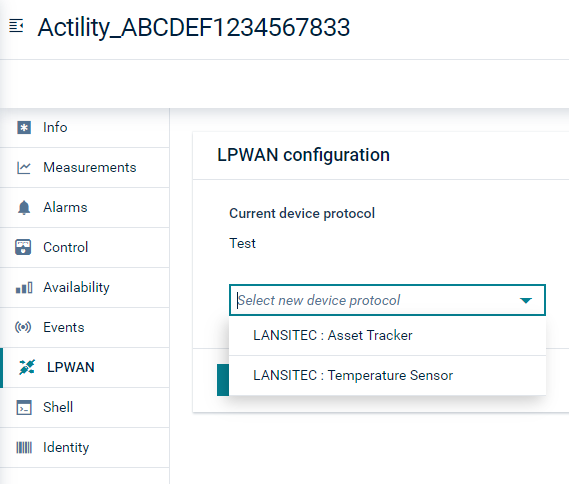 Actility_ABCDEF1234567833
Info
Measurements
Alarms
Control
Availability
Events
LPWAN
Shell
Identity
LPWAN configuration
Current device protocol
Test
Select new device protocol
LANSITEC : Asset Tracker
LANSITEC : Temperature Sensor